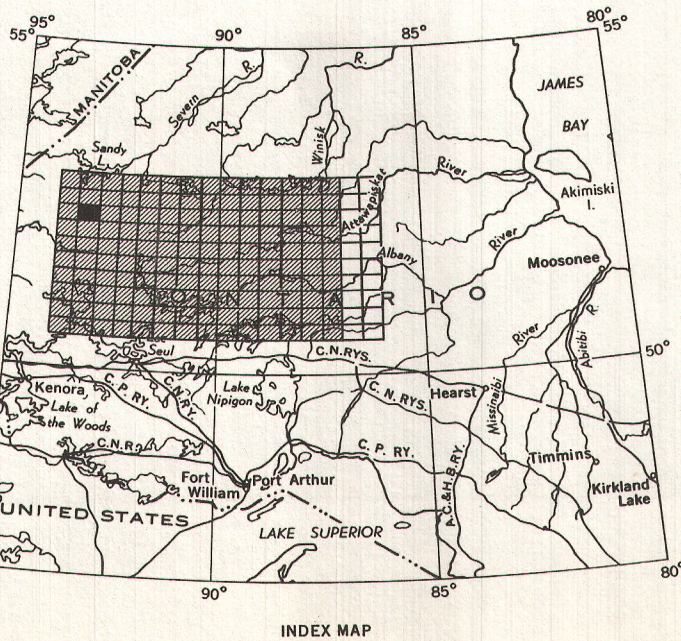 95°
90°
85°
80°
55°
55°
MANITOBA
Severn R.
R.
JAMES
BAY
Winisk
Sandy
L.
River
Attawapiskat
Akimiski
I.
River
Albany
Moosonee
O N T A R I O
L. Seul
C.N.RYS.
River
Abitibi R.
50°
Kenora
C. P. RY.
C.N.RY.
Lake
Nipigon
C. N. RYS.
Hearst
Missinaibi
Lake of
the Woods
C.N.R.
C. P. RY.
Timmins
Fort
William
Port Arthur
A.C.&H.B.RY.
Kirkland
Lake
UNITED STATES
LAKE SUPERIOR
90°
85°
80°
INDEX MAP